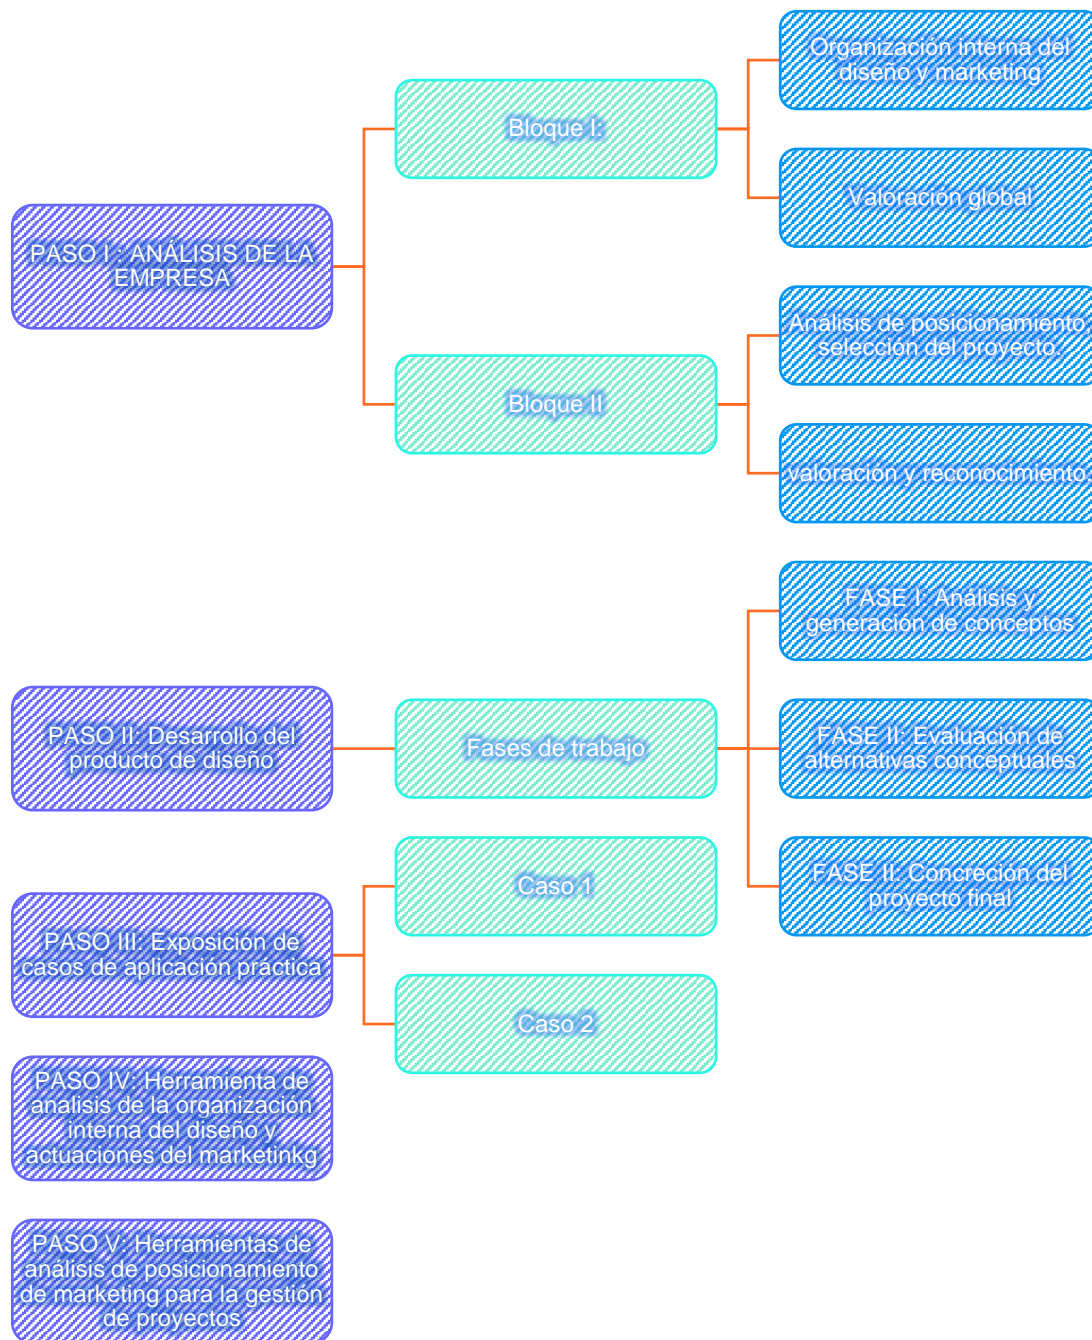 PASO I : ANÁLISIS DE LA
EMPRESA
Bloque I:
Organización interna del
diseño y marketing
Valoración global
Bloque II
Análisis de posicionamiento,
selección del proyecto.
valoración y reconocimiento.
PASO II: Desarrollo del
producto de diseño
Fases de trabajo
FASE I: Análisis y
generación de conceptos
FASE II: Evaluación de
alternativas conceptuales
FASE II: Concreción del
proyecto final
PASO III: Exposición de
casos de aplicación práctica
Caso 1
Caso 2
PASO IV: Herramienta de
analisis de la organización
interna del diseño y
actuaciones del marketinkg
PASO V: Herramientas de
análisis de posicionamiento
de marketing para la gestión
de proyectos